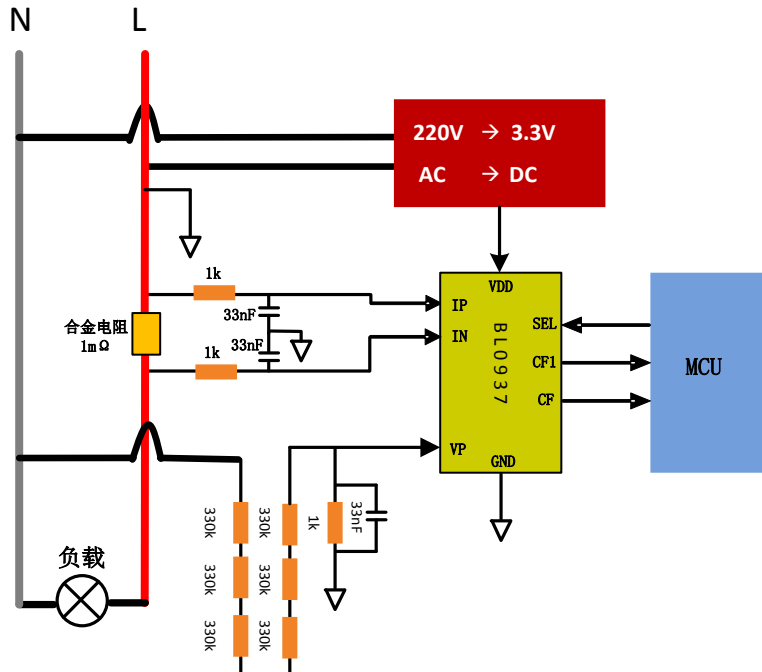 N
L
220V → 3.3V
AC → DC
1k
33nF
33nF
1k
合金电阻
1mΩ
VDD
IP
IN
BL0937
SEL
CF1
CF
VP
GND
MCU
330k
330k
1k
33nF
330k
330k
330k
330k
负载